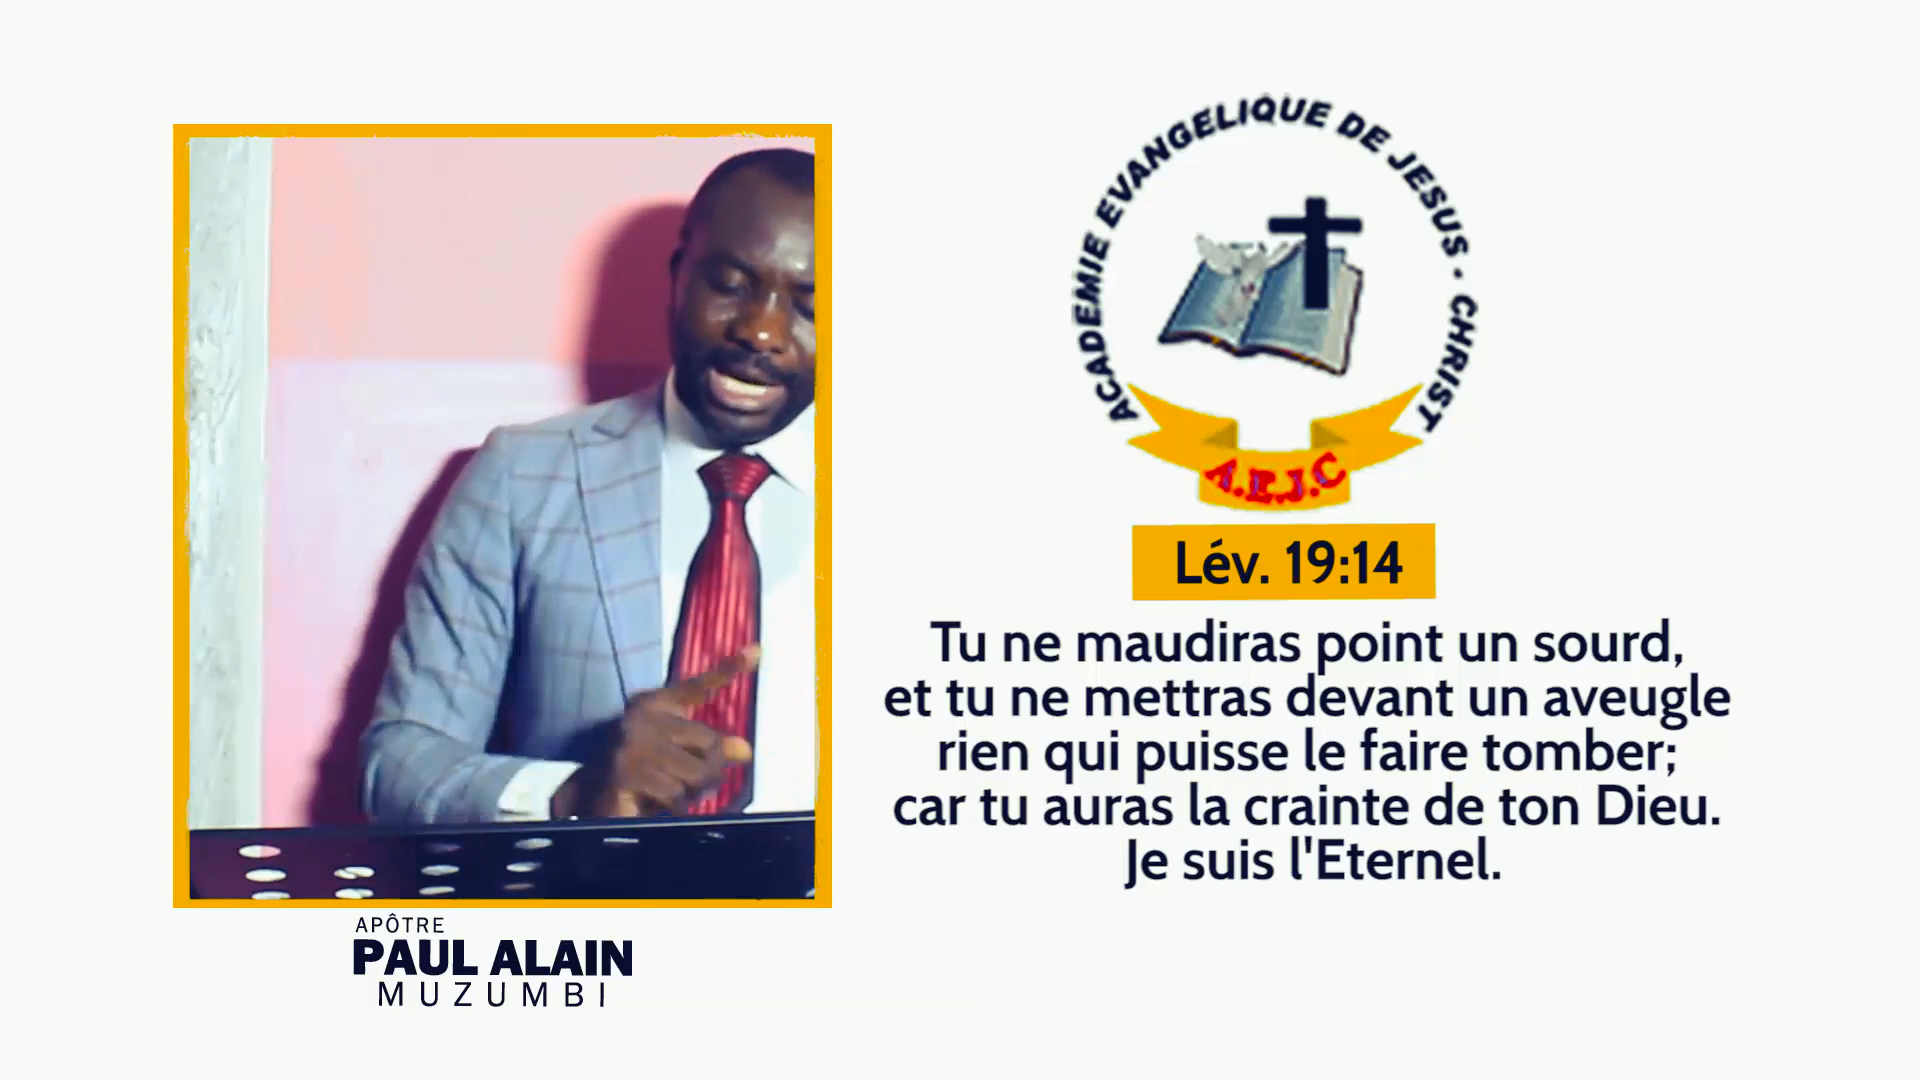 ACADEMIE EVANGELIQUE DE JESUS - CHRIST
A.E.J.C
Lév. 19:14
Tu ne maudiras point un sourd,
et tu ne mettras devant un aveugle
rien qui puisse le faire tomber;
car tu auras la crainte de ton Dieu.
Je suis l'Eternel.
APÔTRE
PAUL ALAIN
MUZUMBI